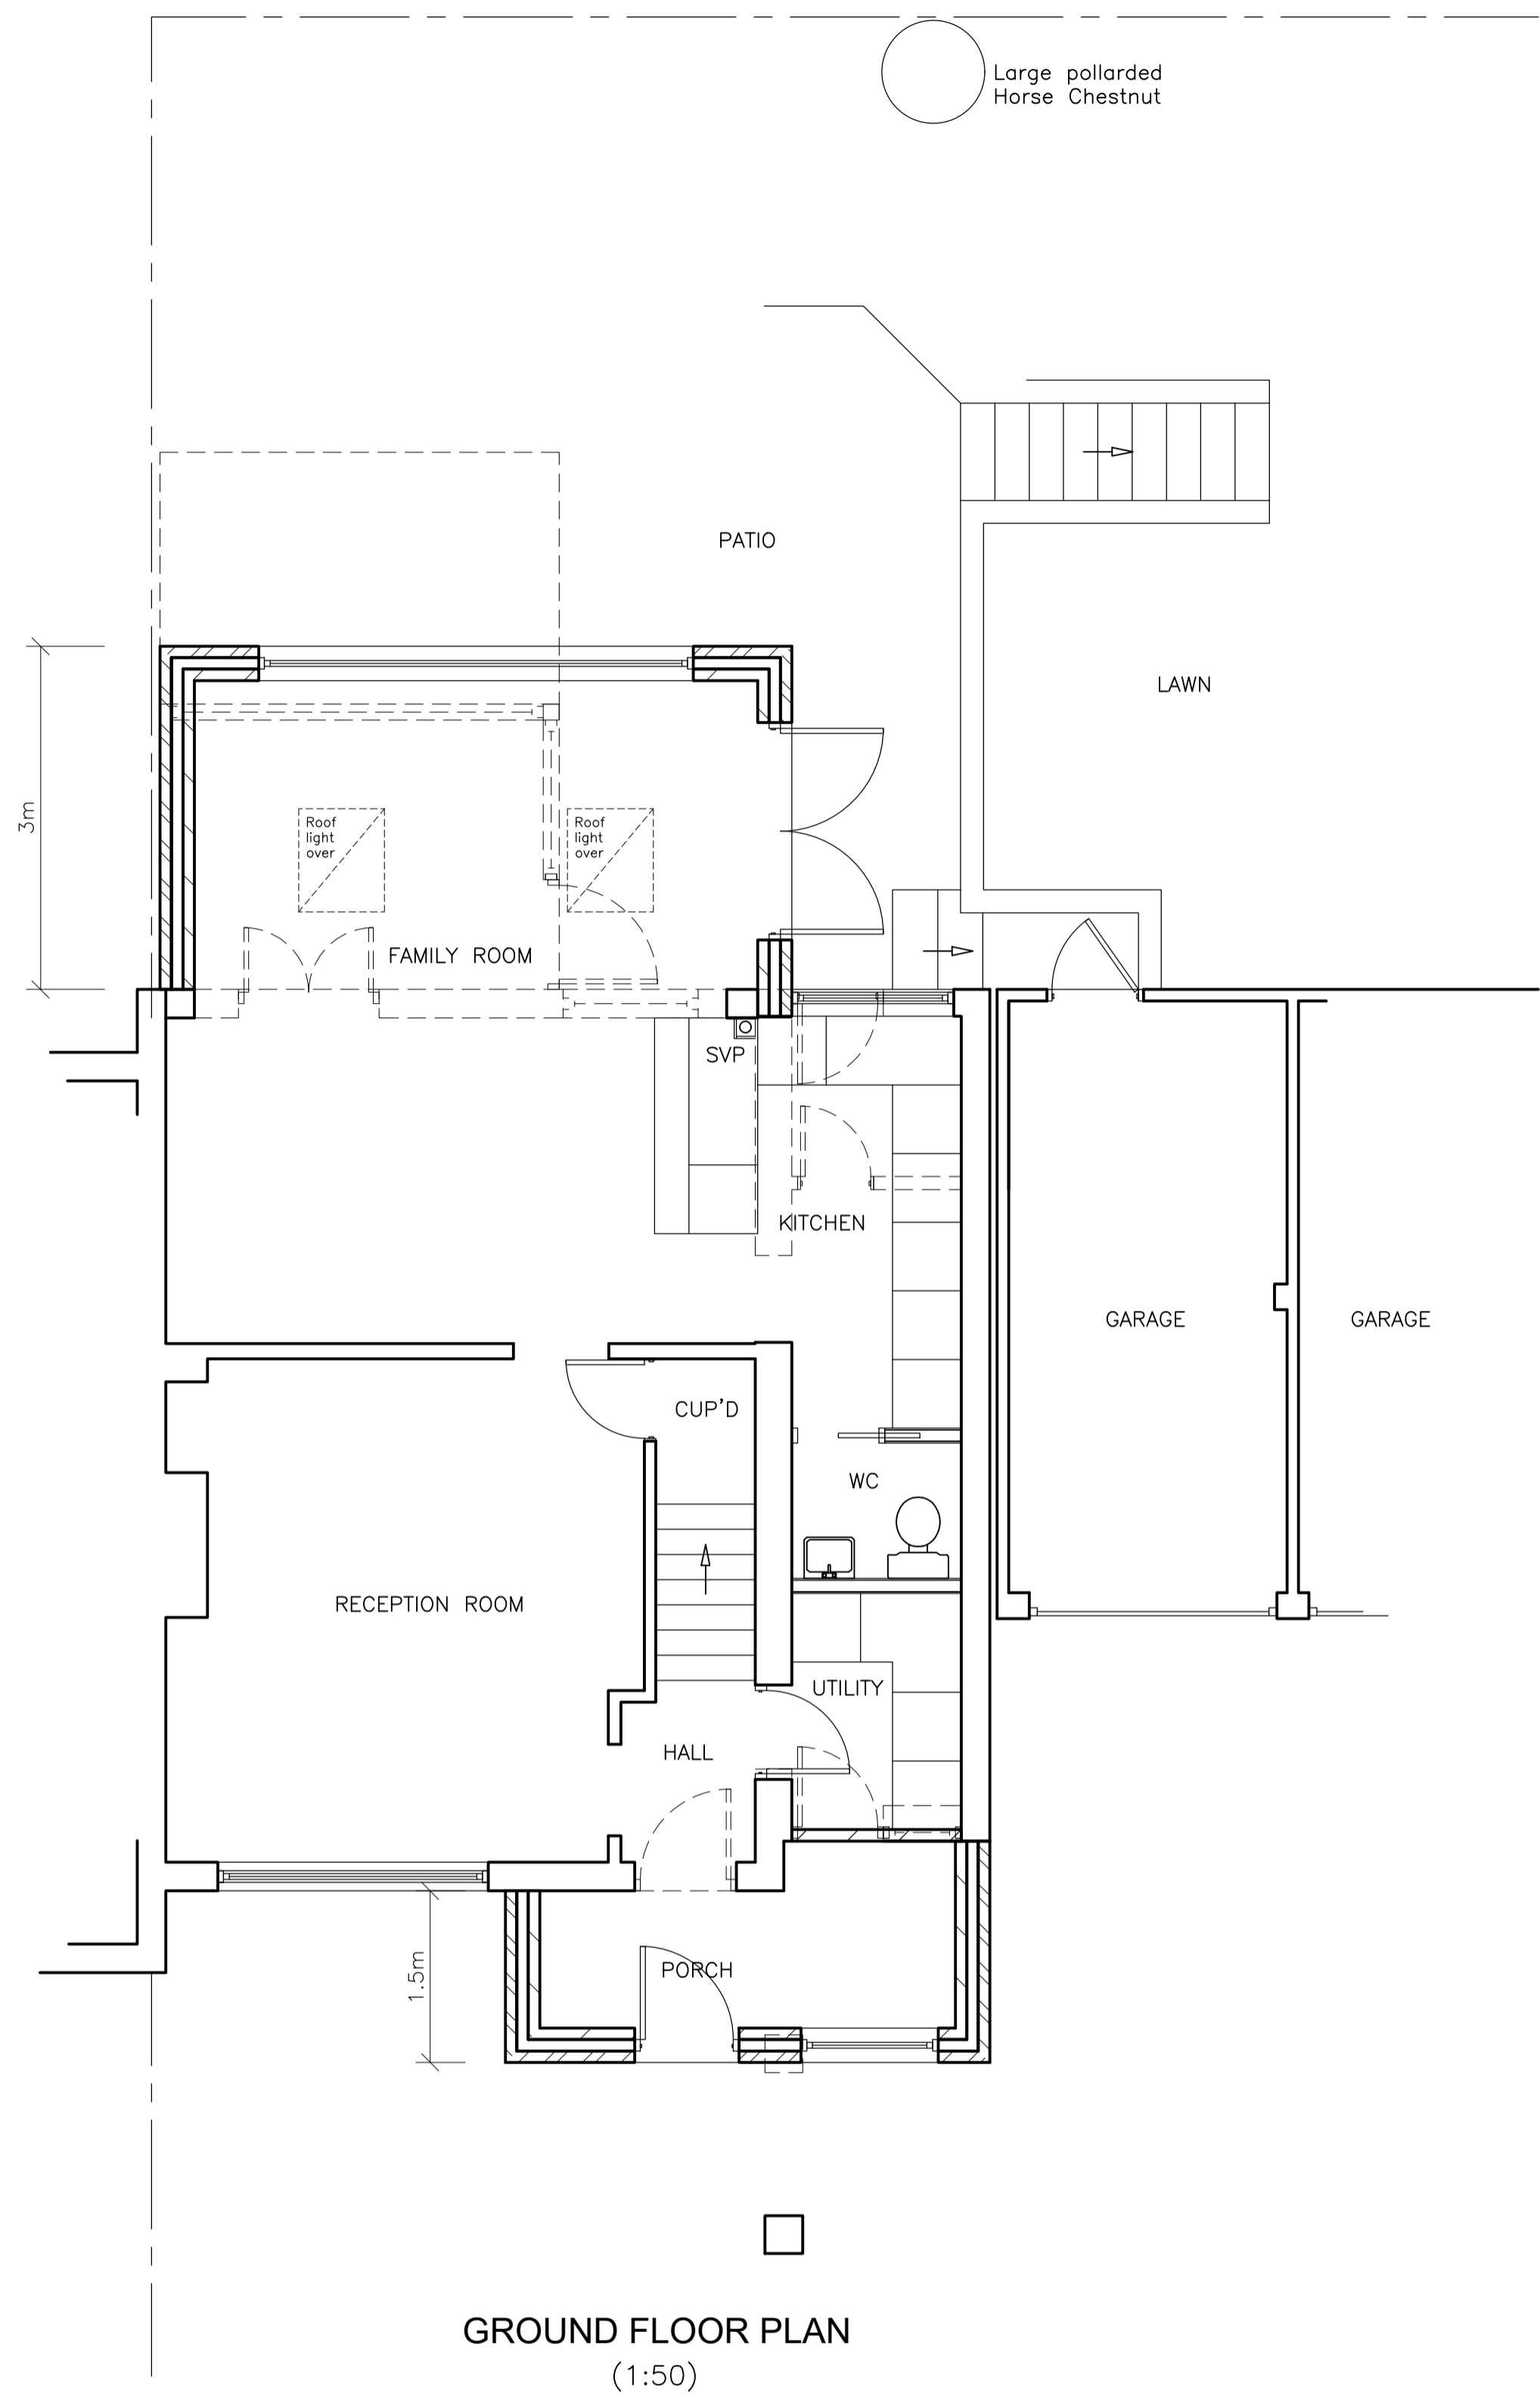 Large pollarded
Horse Chestnut
PATIO
LAWN
3m
Roof
light
over
Roof
light
over
FAMILY ROOM
SVP
KITCHEN
GARAGE
GARAGE
CUP'D
WC
RECEPTION ROOM
UTILITY
HALL
PORCH
1.5m
GROUND FLOOR PLAN
(1:50)